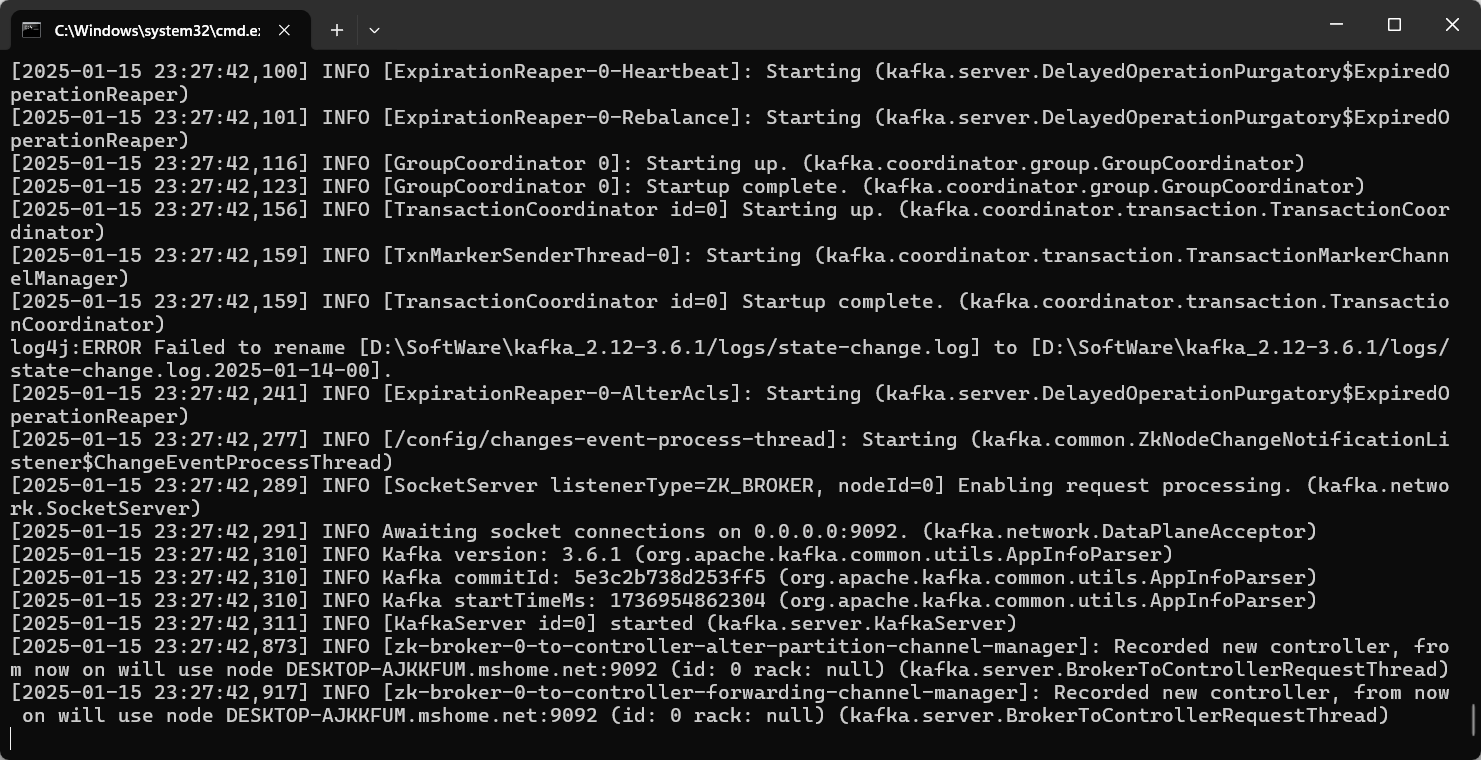 C:\Windows\system32\cmd.e
[2025-01-15 23:27:42,100] INFO [ExpirationReaper-0-Heartbeat]: Starting (kafka.server.DelayedOperationPurgatory$ExpiredO
perationReaper)
[2025-01-15 23:27:42,101] INFO [ExpirationReaper-0-Rebalance]: Starting (kafka.server.DelayedOperationPurgatory$ExpiredO
perationReaper)
[2025-01-15 23:27:42,116] INFO [GroupCoordinator 0]: Starting up. (kafka.coordinator.group.GroupCoordinator)
[2025-01-15 23:27:42,123] INFO [GroupCoordinator 0]: Startup complete. (kafka.coordinator.group.GroupCoordinator)
[2025-01-15 23:27:42,156] INFO [TransactionCoordinator id=0] Starting up. (kafka.coordinator.transaction.TransactionCoor
dinator)
[2025-01-15 23:27:42,159] INFO [TxnMarkerSenderThread-0]: Starting (kafka.coordinator.transaction.TransactionMarkerChann
elManager)
[2025-01-15 23:27:42,159] INFO [TransactionCoordinator id=0] Startup complete. (kafka.coordinator.transaction.Transactio
nCoordinator)
log4j:ERROR Failed to rename [D:\SoftWare\kafka_2.12-3.6.1/logs/state-change.log] to [D:\SoftWare\kafka_2.12-3.6.1/logs/
state-change.log.2025-01-14-00].
[2025-01-15 23:27:42,241] INFO [ExpirationReaper-0-AlterAcls]: Starting (kafka.server.DelayedOperationPurgatory$ExpiredO
perationReaper)
[2025-01-15 23:27:42,277] INFO [/config/changes-event-process-thread]: Starting (kafka.common.ZkNodeChangeNotificationLi
stener$ChangeEventProcessThread)
[2025-01-15 23:27:42,289] INFO [SocketServer listenerType=ZK_BROKER, nodeId=0] Enabling request processing. (kafka.netwo
rk.SocketServer)
[2025-01-15 23:27:42,291] INFO Awaiting socket connections on 0.0.0.0:9092. (kafka.network.DataPlaneAcceptor)
[2025-01-15 23:27:42,310] INFO Kafka version: 3.6.1 (org.apache.kafka.common.utils.AppInfoParser)
[2025-01-15 23:27:42,310] INFO Kafka commitId: 5e3c2b738d253ff5 (org.apache.kafka.common.utils.AppInfoParser)
[2025-01-15 23:27:42,310] INFO Kafka startTimeMs: 1736954862304 (org.apache.kafka.common.utils.AppInfoParser)
[2025-01-15 23:27:42,311] INFO [KafkaServer id=0] started (kafka.server.KafkaServer)
[2025-01-15 23:27:42,873] INFO [zk-broker-0-to-controller-alter-partition-channel-manager]: Recorded new controller, fro
m now on will use node DESKTOP-AJKKFUM.mshome.net:9092 (id: 0 rack: null) (kafka.server.BrokerToControllerRequestThread)
[2025-01-15 23:27:42,917] INFO [zk-broker-0-to-controller-forwarding-channel-manager]: Recorded new controller, from now
 on will use node DESKTOP-AJKKFUM.mshome.net:9092 (id: 0 rack: null) (kafka.server.BrokerToControllerRequestThread)